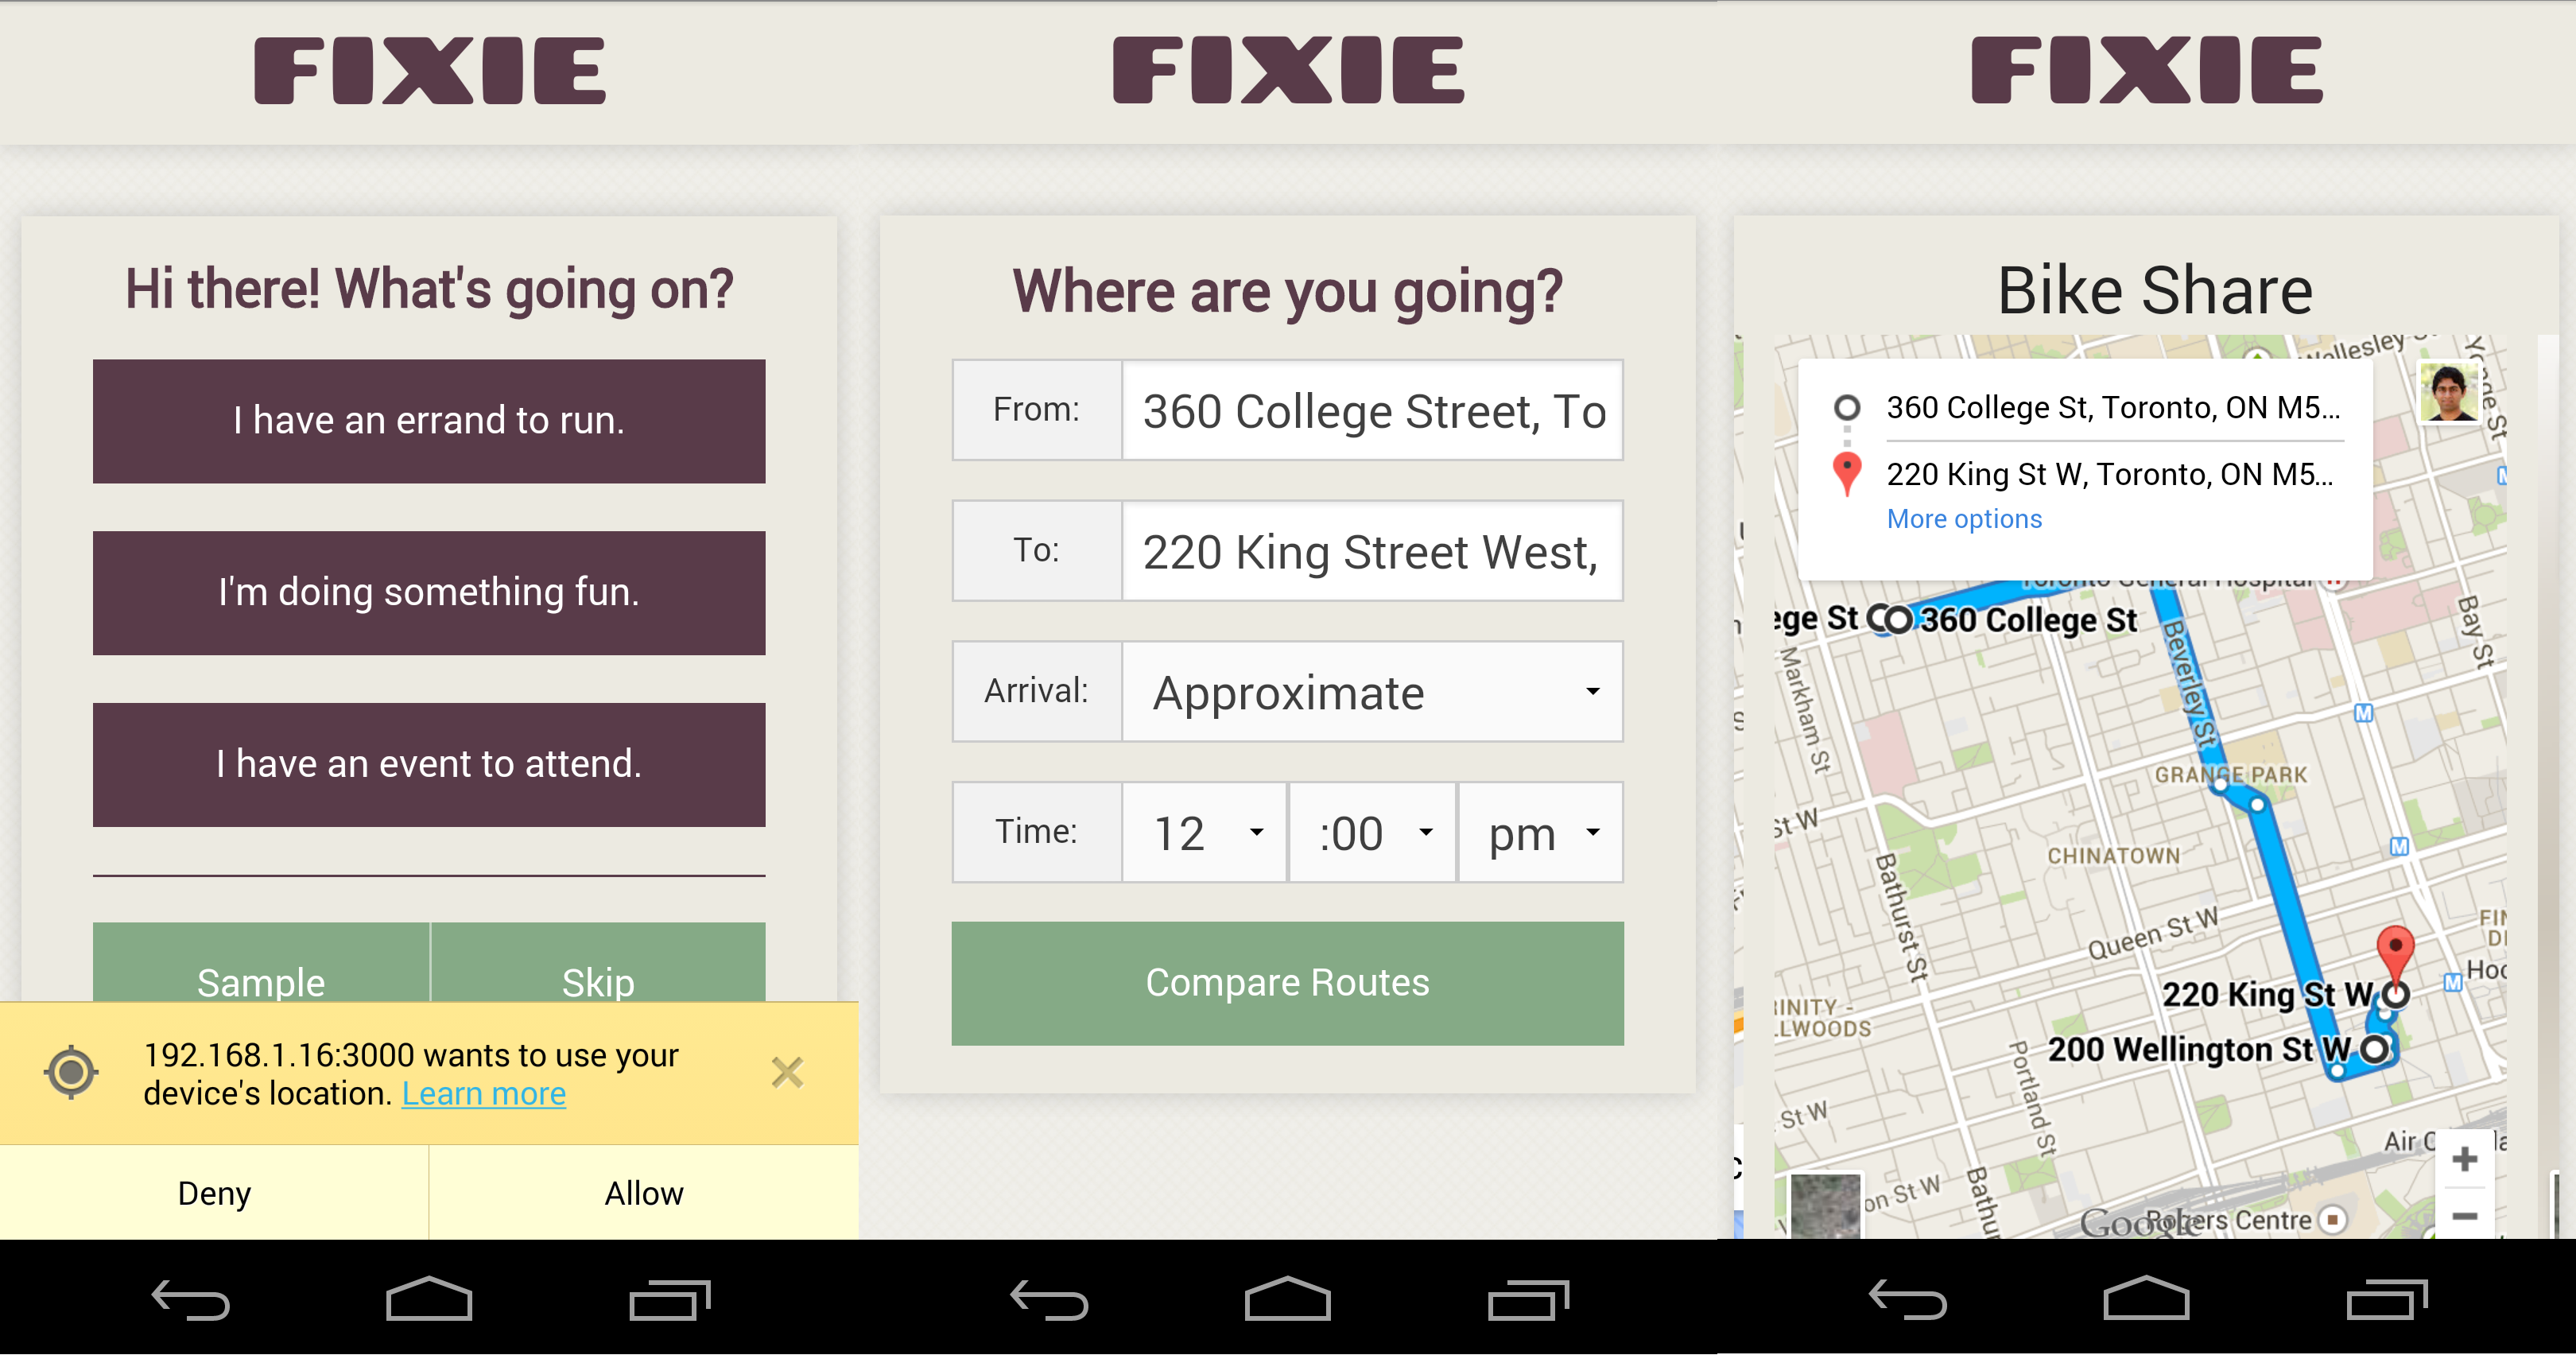 FIXIE
Hi there! What's going on?
I have an errand to run.
I'm doing something fun.
I have an event to attend.
Sample
Skip
192.168.1.16:3000 wants to use your
device's location. Learn more
Deny
Allow
FIXIE
Where are you going?
From:
360 College Street, To
To:
220 King Street West,
Arrival:
Approximate
Time:
12
:00
pm
Compare Routes
FIXIE
Bike Share
360 College St, Toronto, ON M5...
220 King St W, Toronto, ON M5...
More options
Wellesley
Yonge St
Toronto General Hospital
ege St
360 College St
Bay St
Beverley St
Markham St
M
GRANGE PARK
St W
M
CHINATOWN
Bathurst St
Queen St W
FIN
DI
Hoc
M
220 King St W
RINITY -
LLWOODS
200 Wellington St W
Portland St
St W
Air C
on St W
Bathur
Google
Rogers Centre
+
−